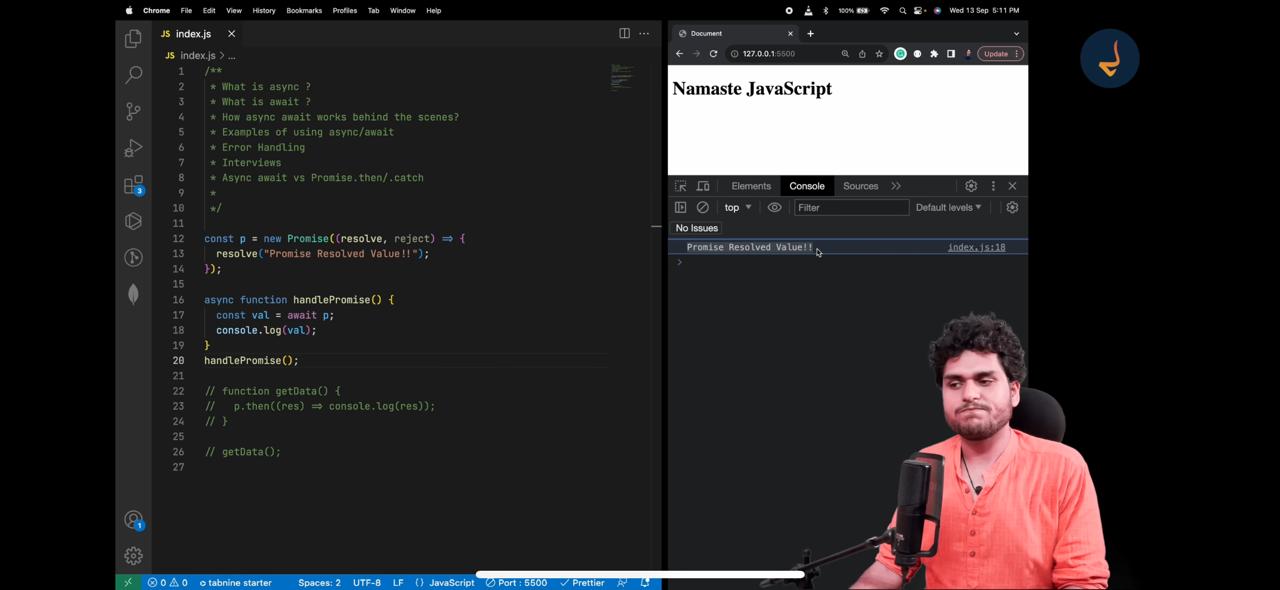 Chrome File Edit View History Bookmarks Profiles Tab Window Help
100% Wed 13 Sep 5:11 PM
JS index.js
JS index.js > ...
1 /**
2 * What is async ?
3 * What is await ?
4 * How async await works behind the scenes?
5 * Examples of using async/await
6 * Error Handling
7 * Interviews
8 * Async await vs Promise.then/.catch
9 *
10 */
11
12 const p = new Promise((resolve, reject) => {
13 resolve("Promise Resolved Value!!");
14 });
15
16 async function handlePromise() {
17 const val = await p;
18 console.log(val);
19 }
20 handlePromise();
21
22 // function getData() {
23 // p.then((res) => console.log(res));
24 // }
25
26 // getData();
27
3
1
0 0 tabnine starter Spaces: 2 UTF-8 LF {} JavaScript Port : 5500 Prettier
Document
127.0.0.1:5500 Update
Namaste JavaScript
Elements Console Sources
top Filter Default levels
No Issues
Promise Resolved Value!! index.js:18
>